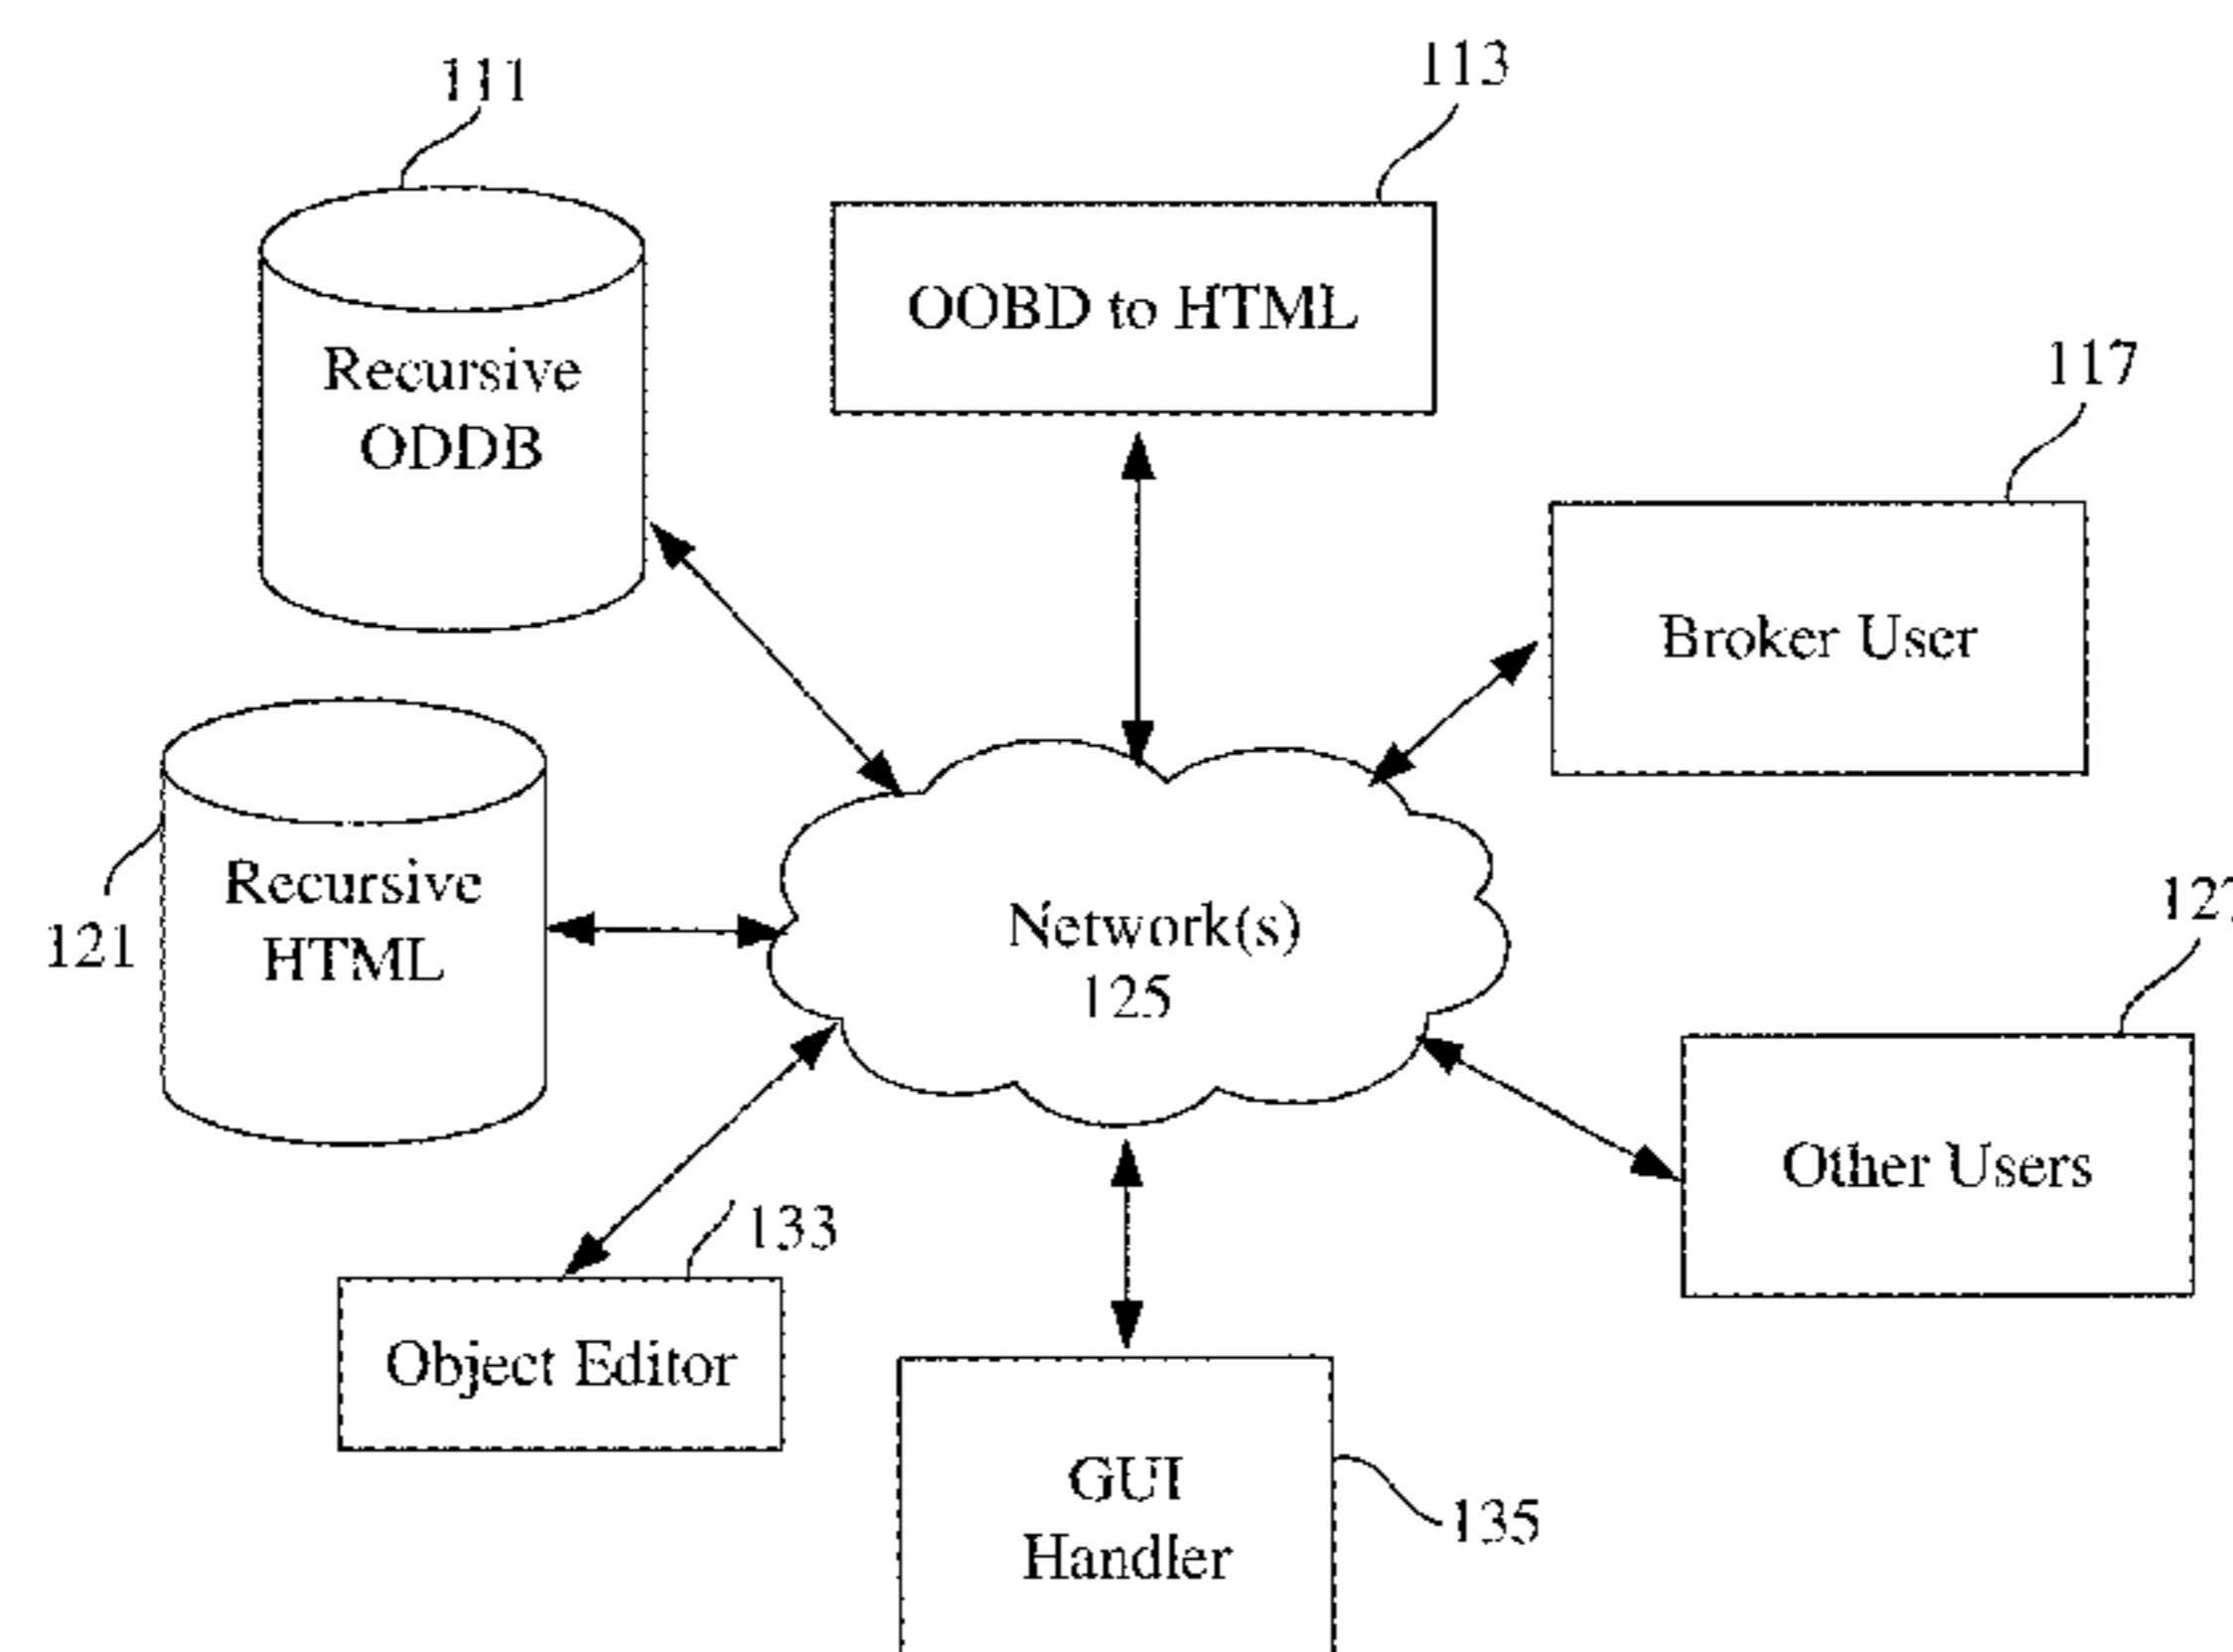 111
113
OOBD to HTML
Recursive
ODDB
117
Broker User
Recursive
HTML
121
Network(s)
125
Other Users
133
Object Editor
GUI
Handler
135